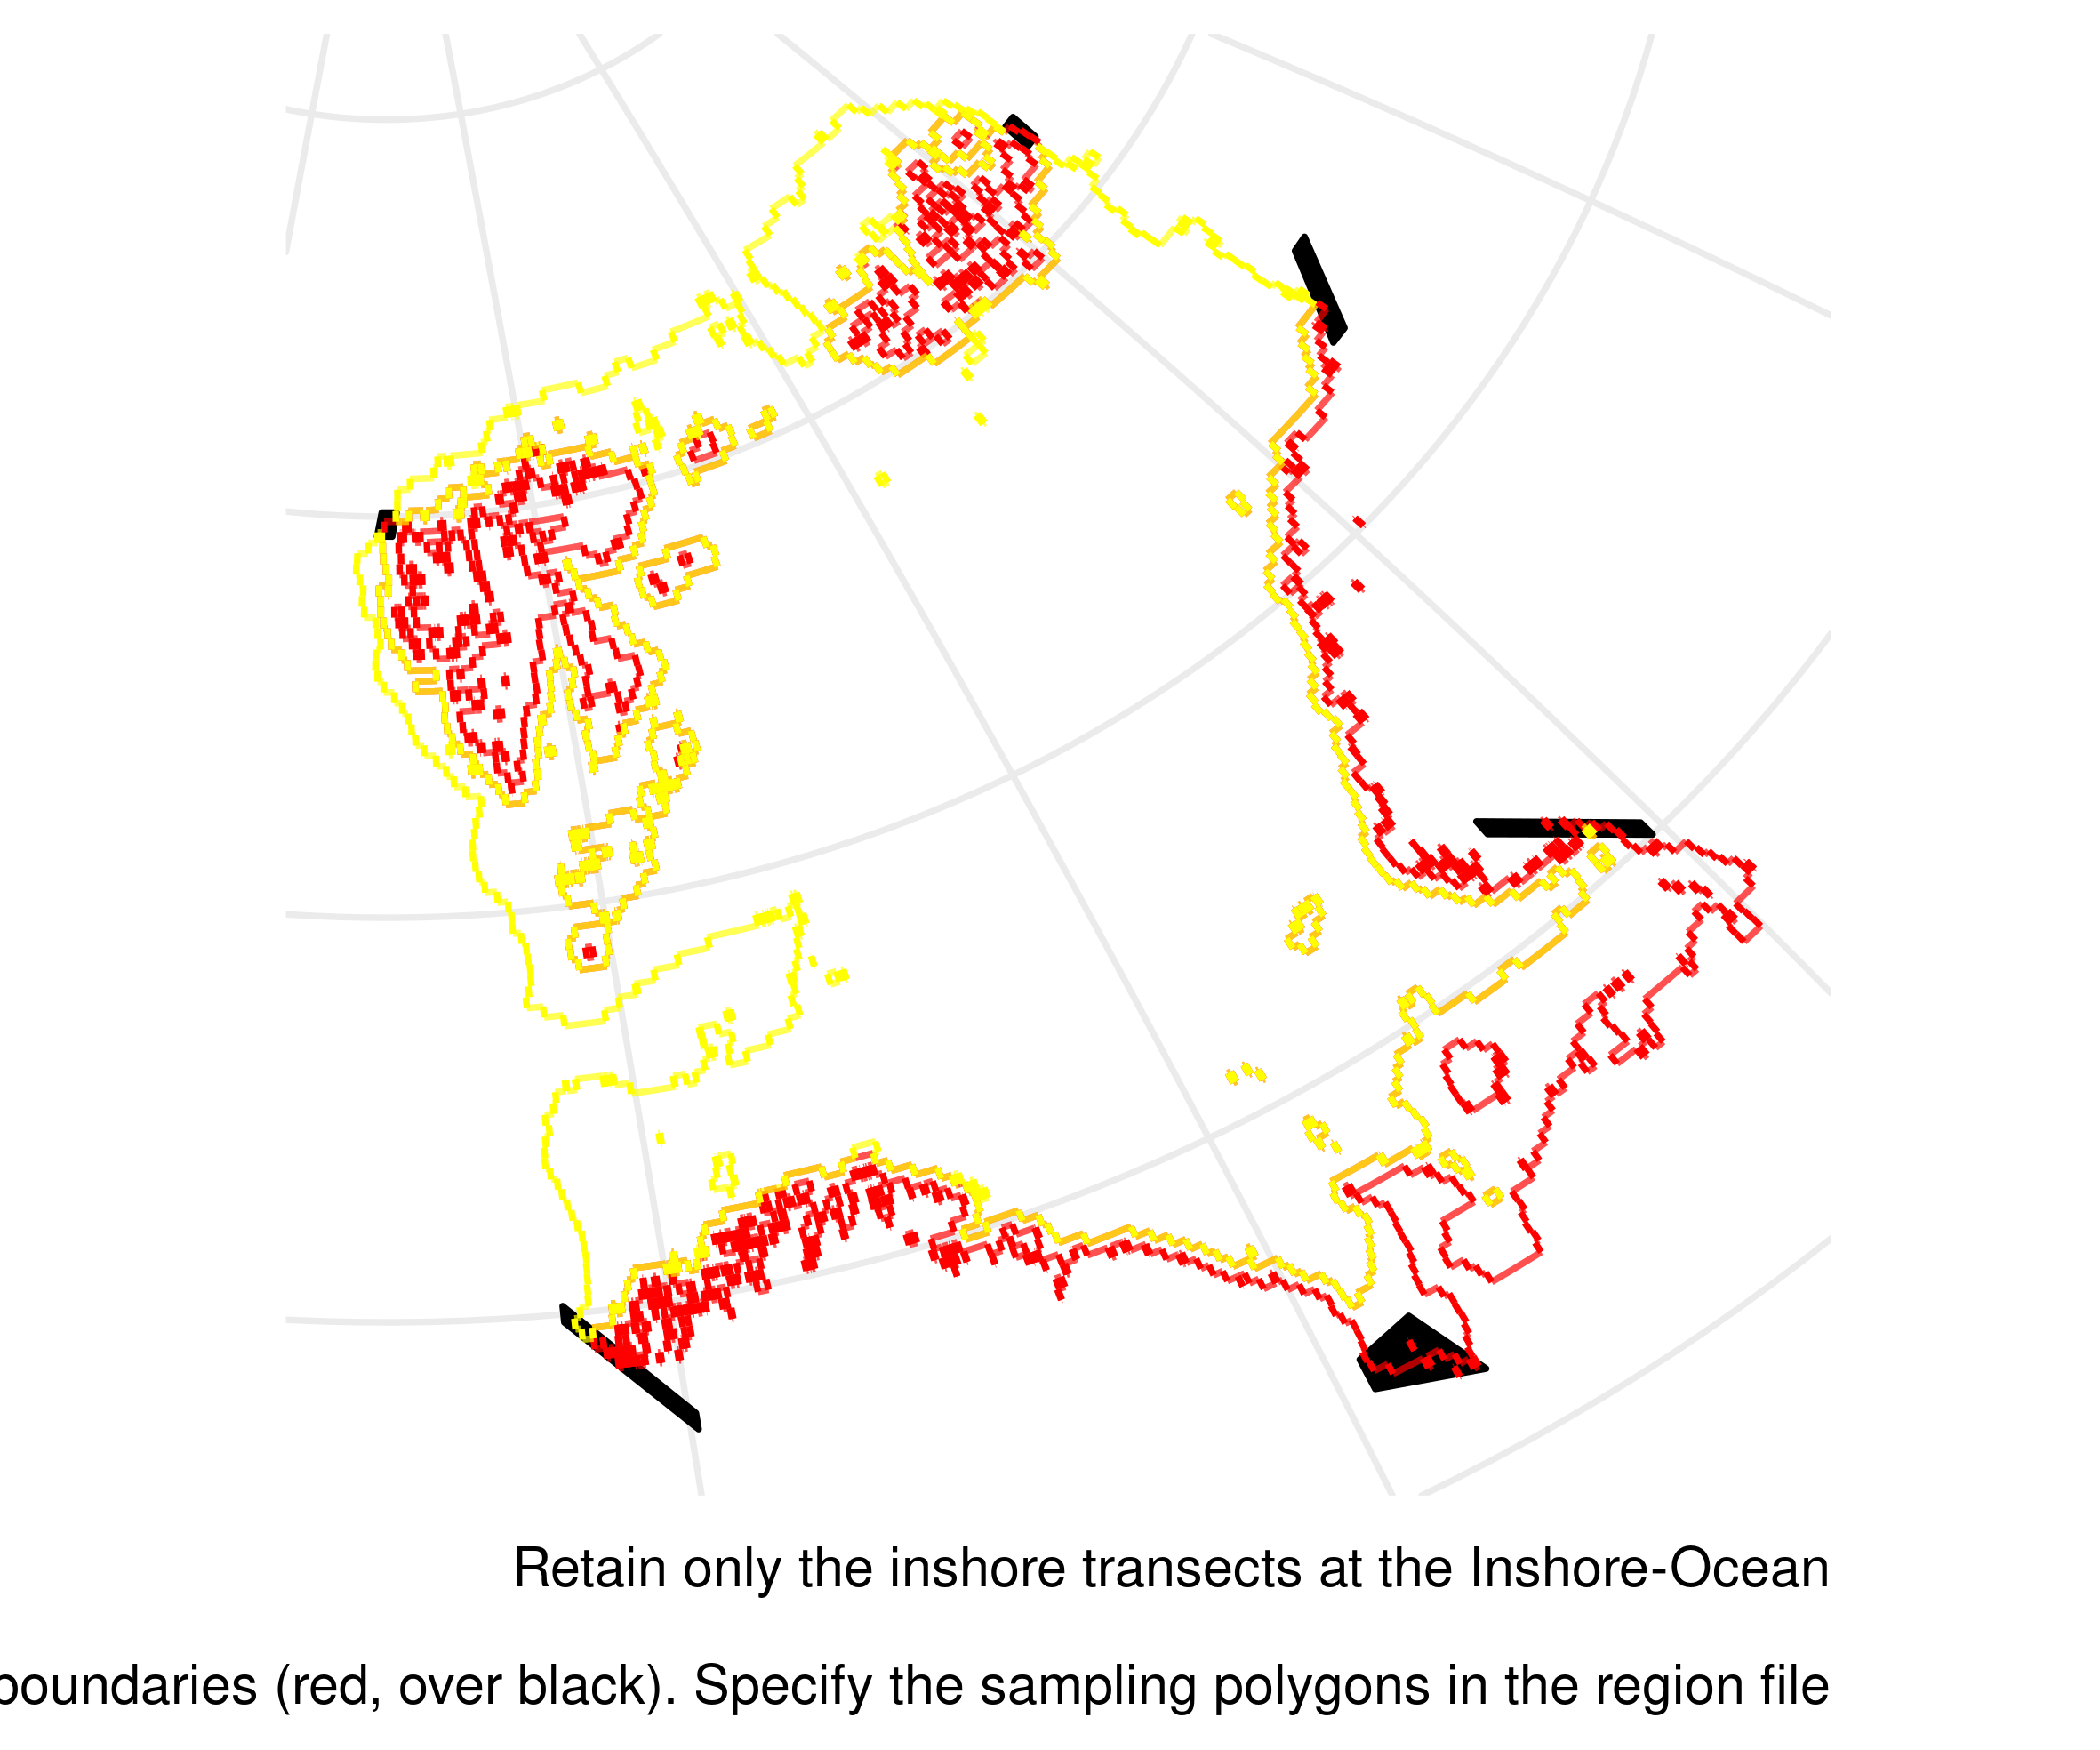 Retain only the inshore transects at the Inshore-Ocean
boundaries (red, over black). Specify the sampling polygons in the region file